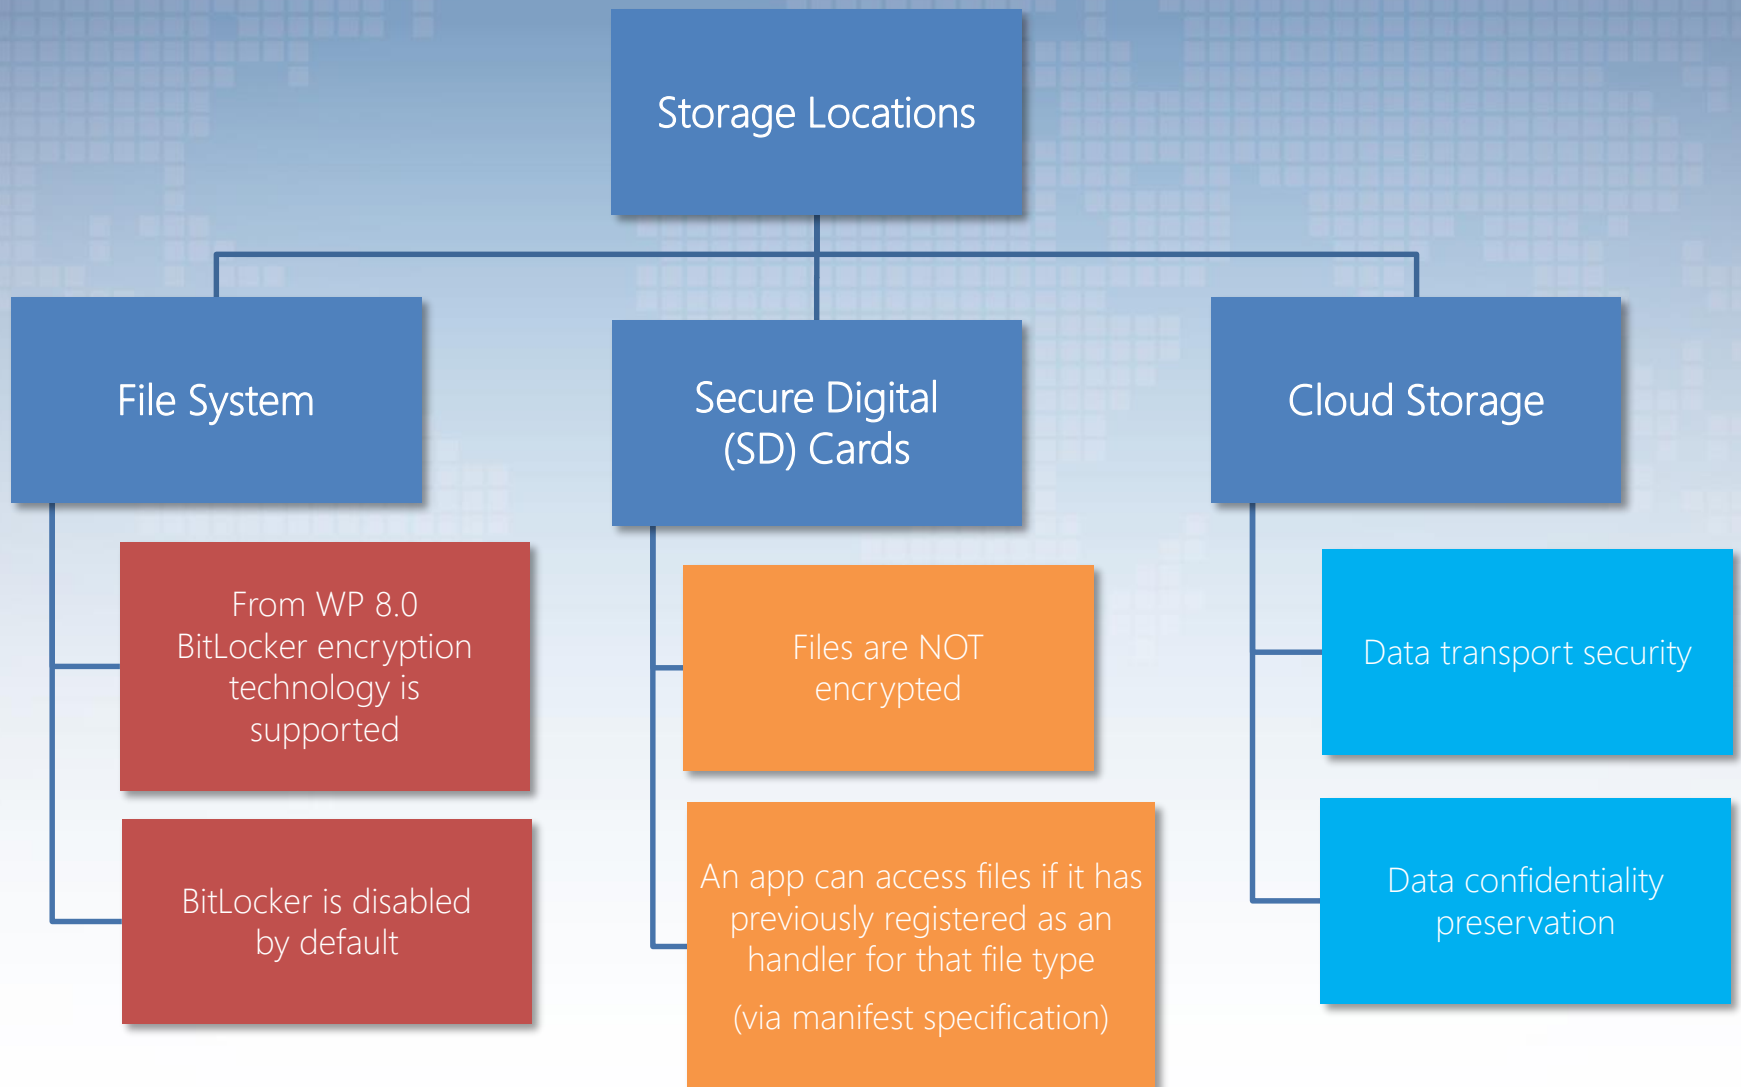 Storage Locations
File System
From WP 8.0
BitLocker encryption
technology is
supported
BitLocker is disabled
by default
Secure Digital
(SD) Cards
Files are NOT
encrypted
An app can access files if it has
previously registered as an
handler for that file type
(via manifest specification)
Cloud Storage
Data transport security
Data confidentiality
preservation